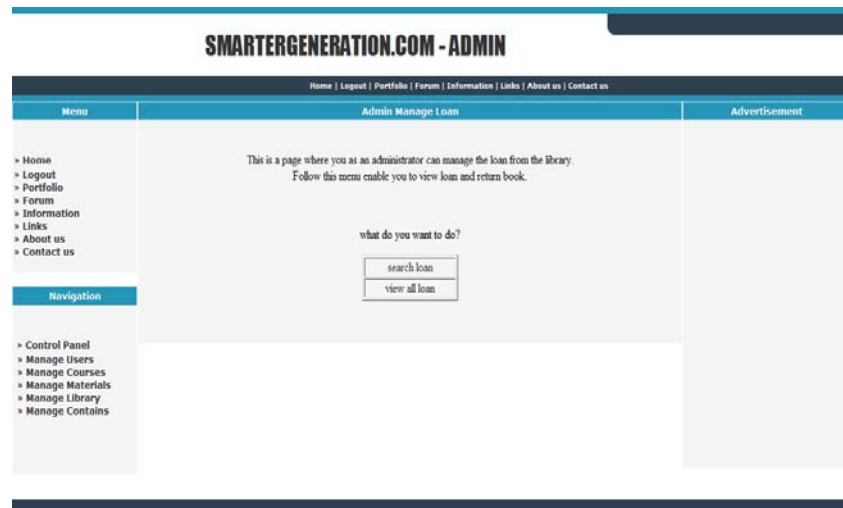 SMARTERGENERATION.COM - ADMIN
Home | Logout | Portfolio | Forum | Information | Links | About us | Contact us
Menu
» Home
» Logout
» Portfolio
» Forum
» Information
» Links
» About us
» Contact us
Navigation
» Control Panel
» Manage Users
» Manage Courses
» Manage Materials
» Manage Library
» Manage Contains
Admin Manage Loan
This is a page where you as an administrator can manage the loan from the library.
Follow this menu enable you to view loan and return book.
what do you want to do?
search loan
view all loan
Advertisement